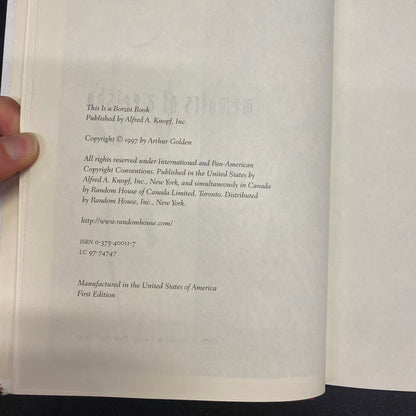 This Is a Borzoi Book
Published by Alfred A. Knopf, Inc.
Copyright © 1997 by Arthur Golden
All rights reserved under International and Pan-American
Copyright Conventions. Published in the United States by
Alfred A. Knopf, Inc., New York, and simultaneously in Canada
by Random House of Canada Limited, Toronto. Distributed
by Random House, Inc., New York.
http://www.randomhouse.com/
ISBN 0-375-40011-7
LC 97-74747
Manufactured in the United States of America
First Edition